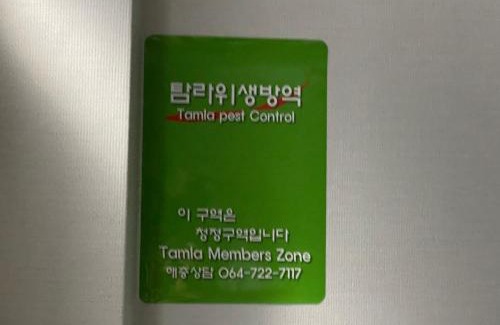 탐라위생방역
Tamla pest Control
이 구역은
청정구역입니다
Tamla Members Zone
해충상담 064-722-7117